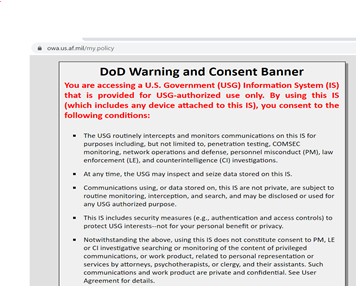 owa.us.af.mil/my.policy
DoD Warning and Consent Banner
You are accessing a U.S. Government (USG) Information System (IS)
that is provided for USG-authorized use only. By using this IS
(which includes any device attached to this IS), you consent to the
following conditions:
▪ The USG routinely intercepts and monitors communications on this IS for
purposes including, but not limited to, penetration testing, COMSEC
monitoring, network operations and defense, personnel misconduct (PM), law
enforcement (LE), and counterintelligence (CI) investigations.
▪ At any time, the USG may inspect and seize data stored on this IS.
▪ Communications using, or data stored on, this IS are not private, are subject to
routine monitoring, interception, and search, and may be disclosed or used for
any USG authorized purpose.
▪ This IS includes security measures (e.g., authentication and access controls) to
protect USG interests--not for your personal benefit or privacy.
▪ Notwithstanding the above, using this IS does not constitute consent to PM, LE
or CI investigative searching or monitoring of the content of privileged
communications, or work product, related to personal representation or
services by attorneys, psychotherapists, or clergy, and their assistants. Such
communications and work product are private and confidential. See User
Agreement for details.